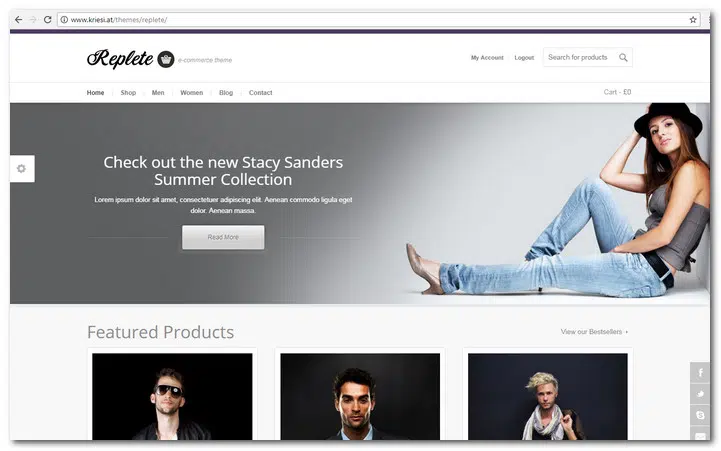 www.kriesi.at/themes/replete/
Replete e-commerce theme
My Account Logout Search for products
Home Shop Men Women Blog Contact Cart - £0
Check out the new Stacy Sanders
Summer Collection
Lorem ipsum dolor sit amet, consectetuer adipiscing elit. Aenean commodo ligula eget
dolor. Aenean massa.
Read More
Featured Products View our Bestsellers